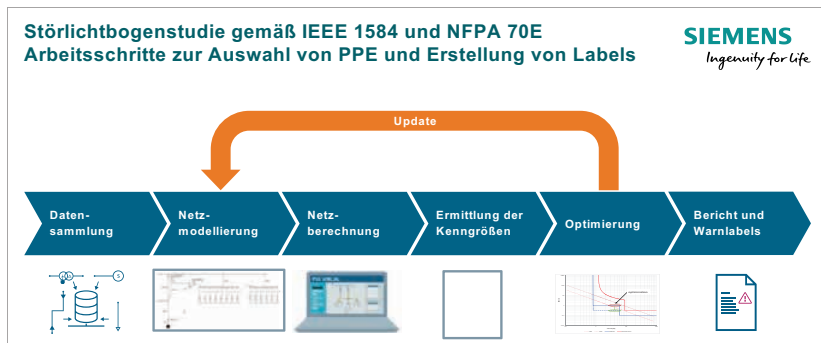 Störlichtbogenstudie gemäß IEEE 1584 und NFPA 70E
Arbeitsschritte zur Auswahl von PPE und Erstellung von Labels
SIEMENS
Ingenuity for life
Update
Daten-
sammlung
Netz-
modellierung
Netz-
berechnung
Ermittlung der
Kenngrößen
Optimierung
Bericht und
Warnlabels
S